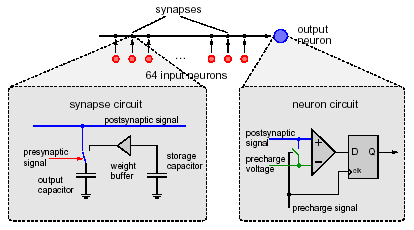 synapses
output
neuron
...
64 input neurons
synapse circuit
postsynaptic signal
presynaptic
signal
weight
buffer
storage
capacitor
output
capacitor
neuron circuit
postsynaptic
signal
precharge
voltage
+
−
D Q
clk
precharge signal